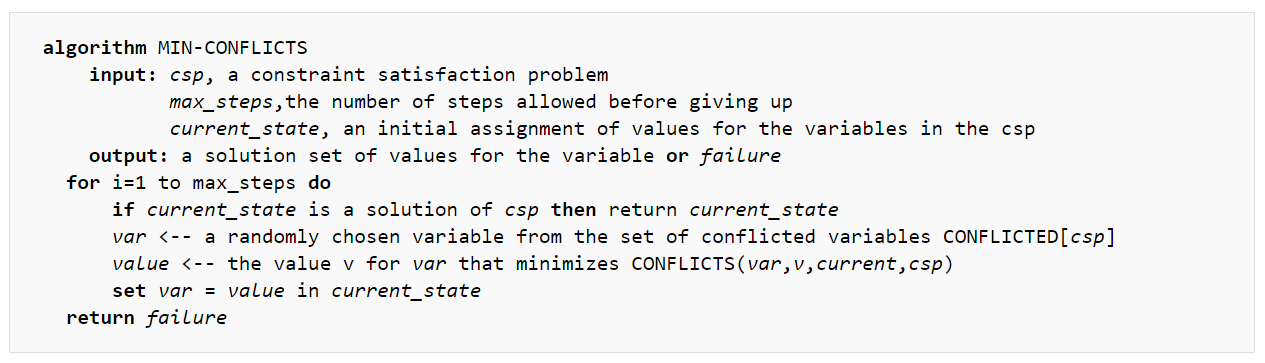 algorithm MIN-CONFLICTS
input: csp, a constraint satisfaction problem
max_steps,the number of steps allowed before giving up
current_state, an initial assignment of values for the variables in the csp
output: a solution set of values for the variable or failure
for i=1 to max_steps do
if current_state is a solution of csp then return current_state
var <-- a randomly chosen variable from the set of conflicted variables CONFLICTED[csp]
value <-- the value v for var that minimizes CONFLICTS(var,v,current,csp)
set var = value in current_state
return failure